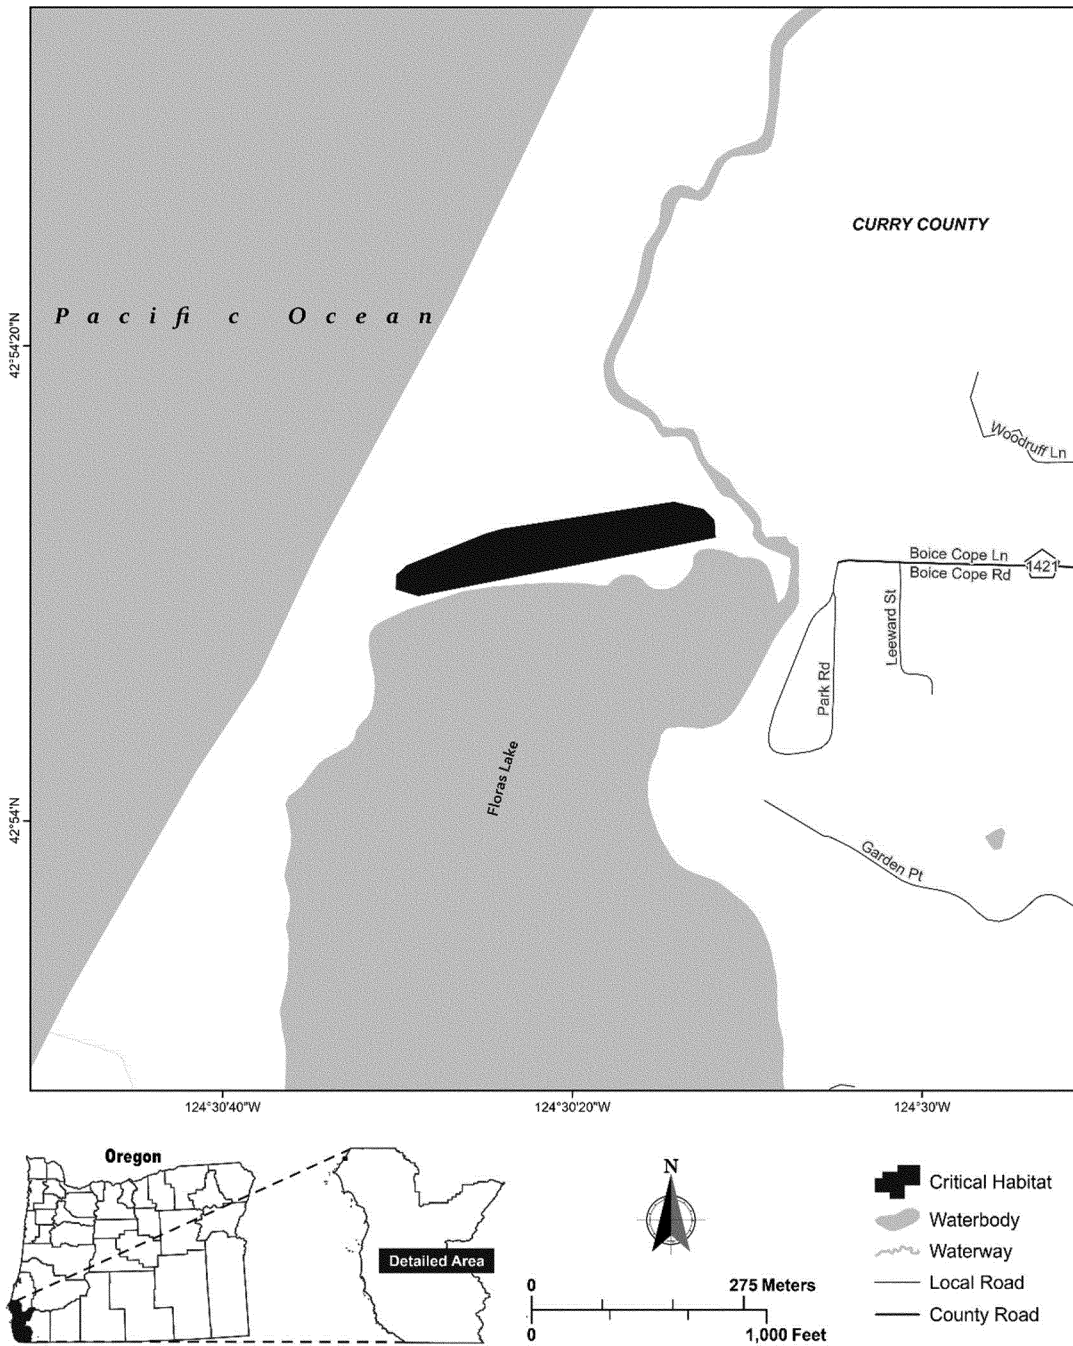 CURRY COUNTY
Pacific Ocean
42°54'20"N
Woodruff Ln
Boice Cope Ln
1421
Boice Cope Rd
Leeward St
Park Rd
Floras Lake
42°54'N
Garden Pt
124°30'40"W
124°30'20"W
124°30'W
Oregon
Detailed Area
N
0
275 Meters
0
1,000 Feet
Critical Habitat
Waterbody
Waterway
Local Road
County Road